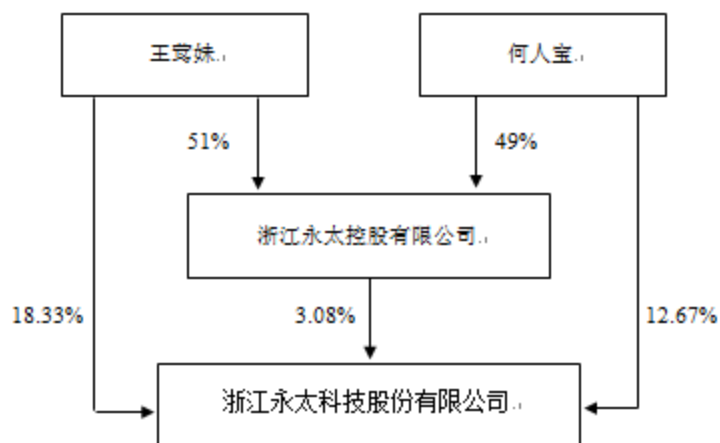 王莺妹
何人宝
51%
49%
浙江永太控股有限公司
18.33%
3.08%
12.67%
浙江永太科技股份有限公司